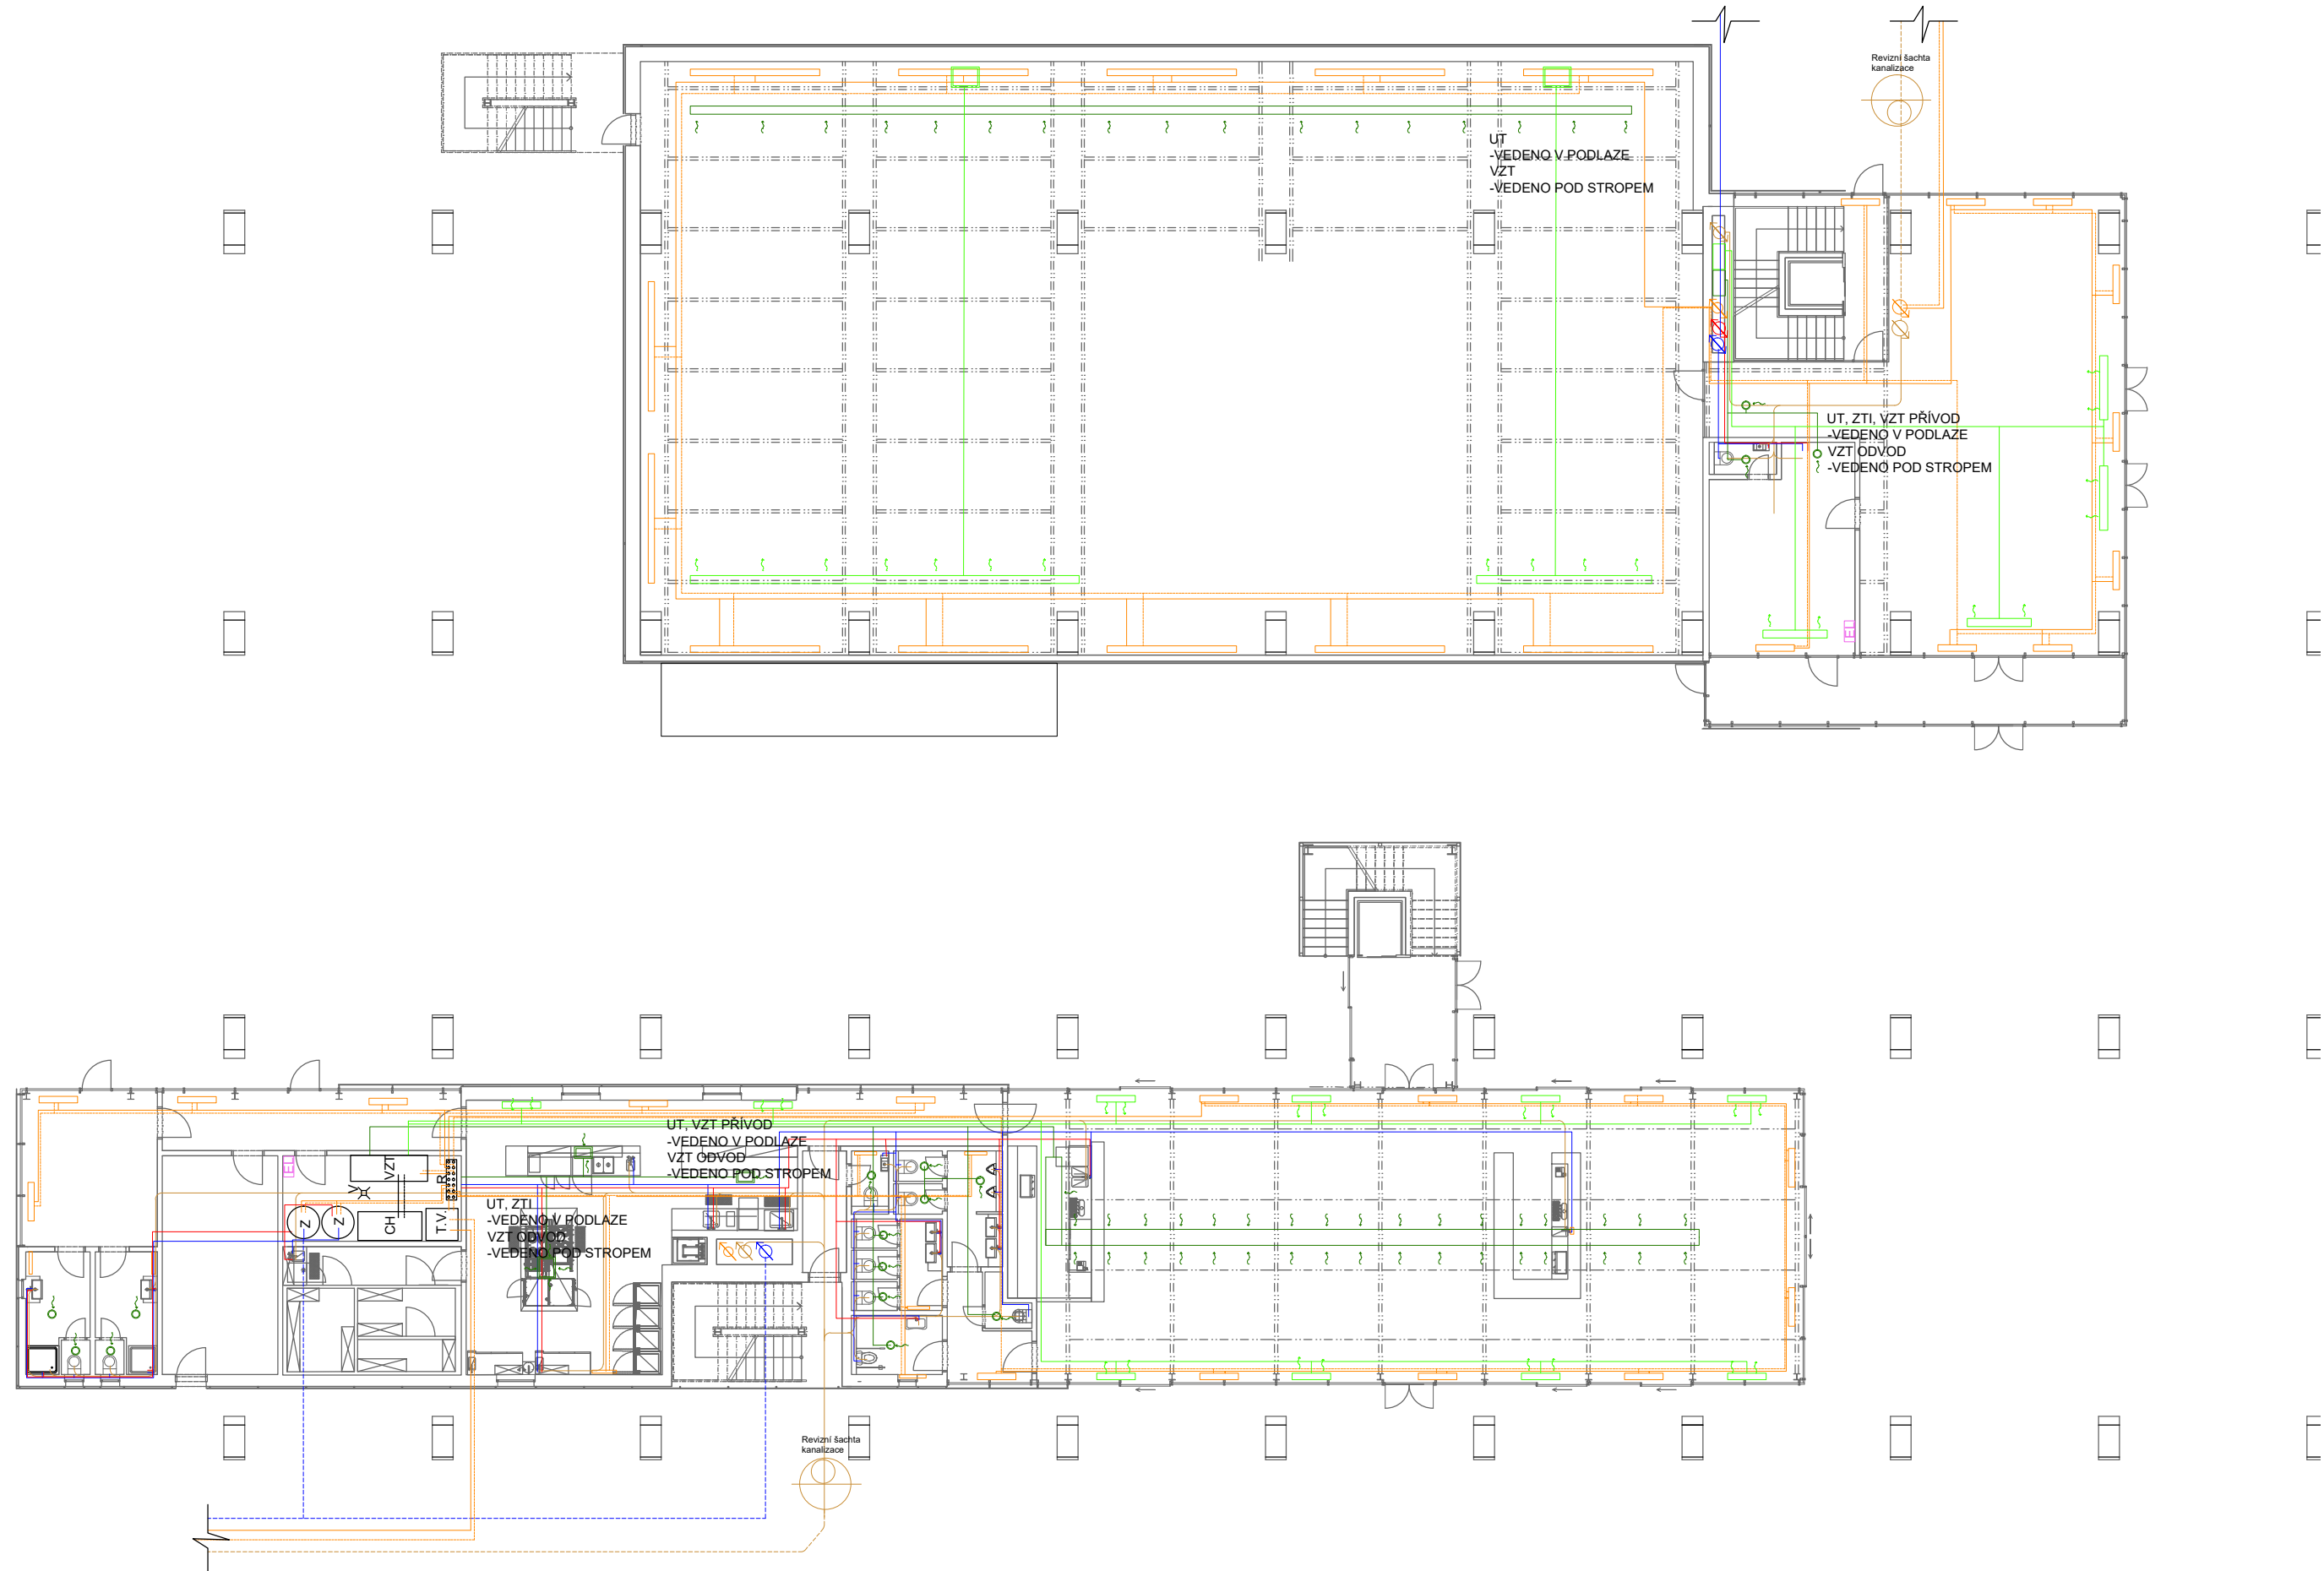 Revizní šachta
kanalizace
UT
-VEDENO V PODLAZE
VZT
-VEDENO POD STROPEM
UT, ZTI, VZT PŘÍVOD
-VEDENO V PODLAZE
VZT ODVOD
-VEDENO POD STROPEM
EL
UT, VZT PŘÍVOD
-VEDENO V PODLAZE
VZT ODVOD
-VEDENO POD STROPEM
EL
VZT
V
R
Z
Z
CH
T.V.
UT, ZTI
-VEDENO V PODLAZE
VZT ODVOD
-VEDENO POD STROPEM
Revizní šachta
kanalizace